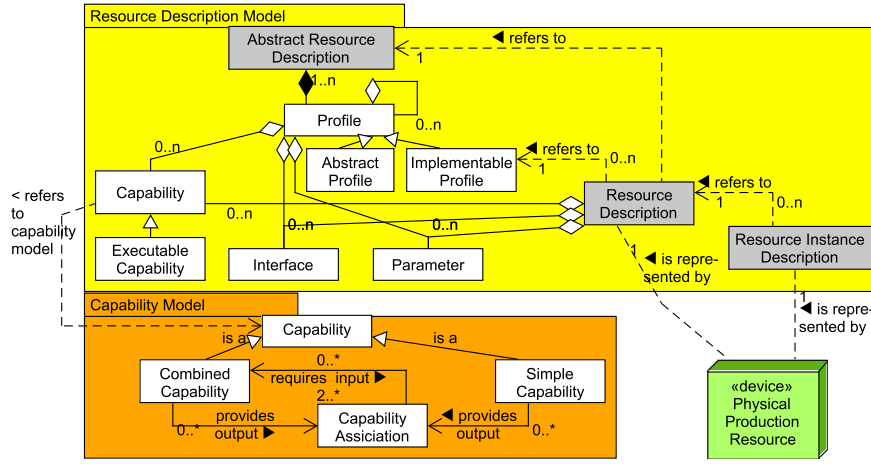 Resource Description Model
Abstract Resource
Description
◀ refers to
1
1..n
Profile
0..n
0..n
Abstract
Profile
Implementable
Profile
◀ refers to
1
0..n
< refers
to
capability
model
Capability
0..n
Resource
Description
◀ refers to
1
0..n
0..n
0..n
Executable
Capability
Interface
Parameter
1
◀ is repre-
sented by
Resource Instance
Description
1
◀ is repre-
sented by
Capability Model
Capability
is a
is a
Combined
Capability
0..*
requires input ▶
2..*
Simple
Capability
provides
output ▶
0..*
Capability
Assiciation
◀ provides
output
0..*
«device»
Physical
Production
Resource